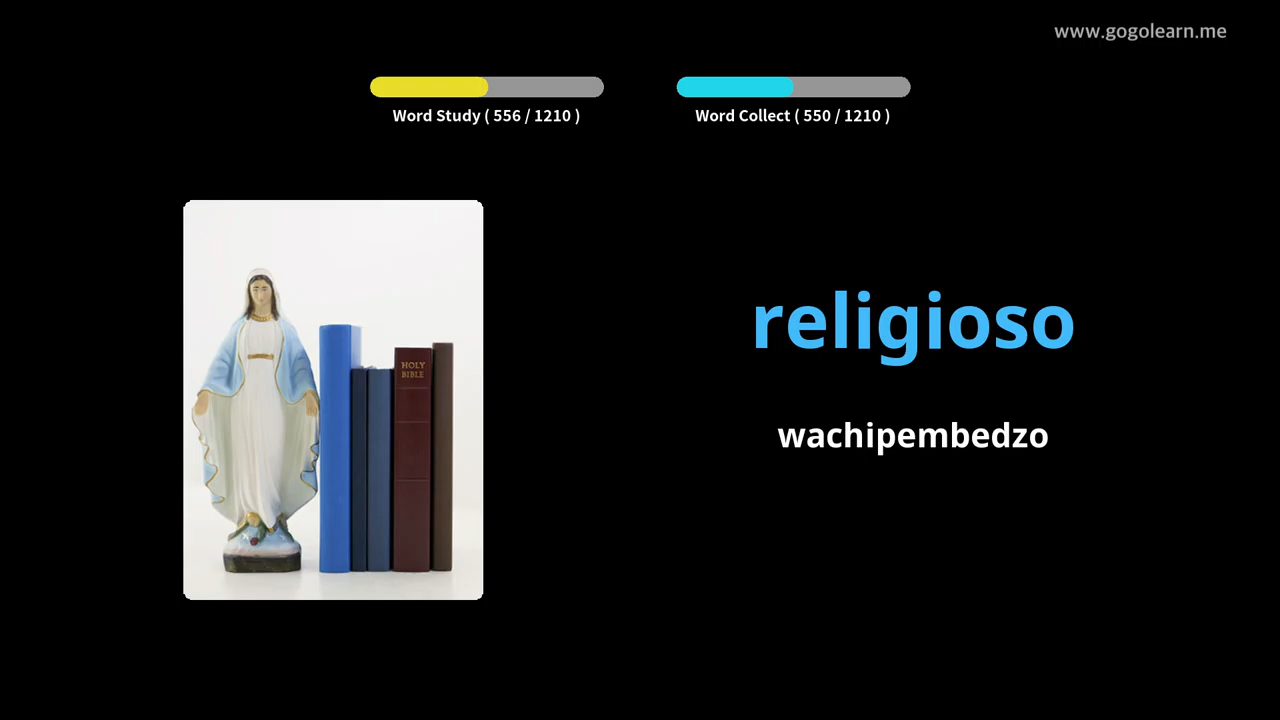 www.gogolearn.me
Word Study ( 556 / 1210 )
Word Collect ( 550 / 1210 )
HOLY
BIBLE
religioso
wachipembedzo